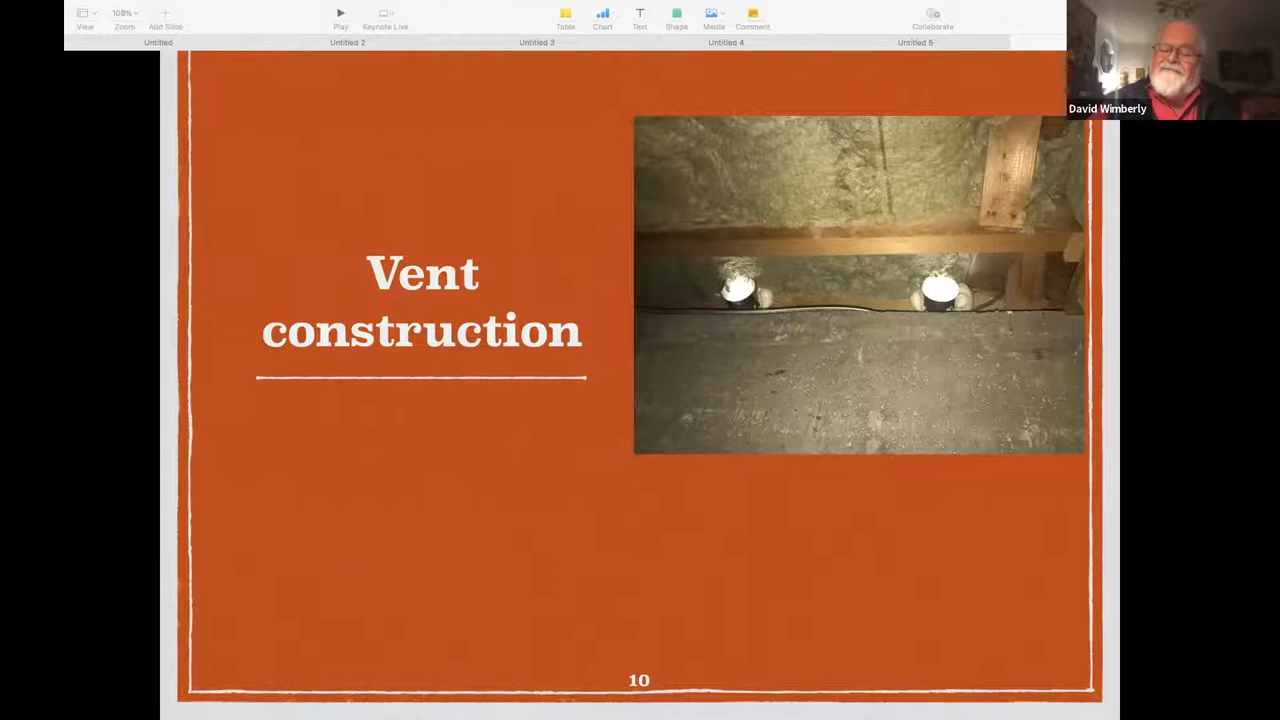 108%
View
Zoom
Add Slide
Play
Keynote Live
Table
Chart
Text
Shape
Media
Comment
Collaborate
Untitled
Untitled 2
Untitled 3
Untitled 4
Untitled 5
David Wimberly
Vent
construction
10